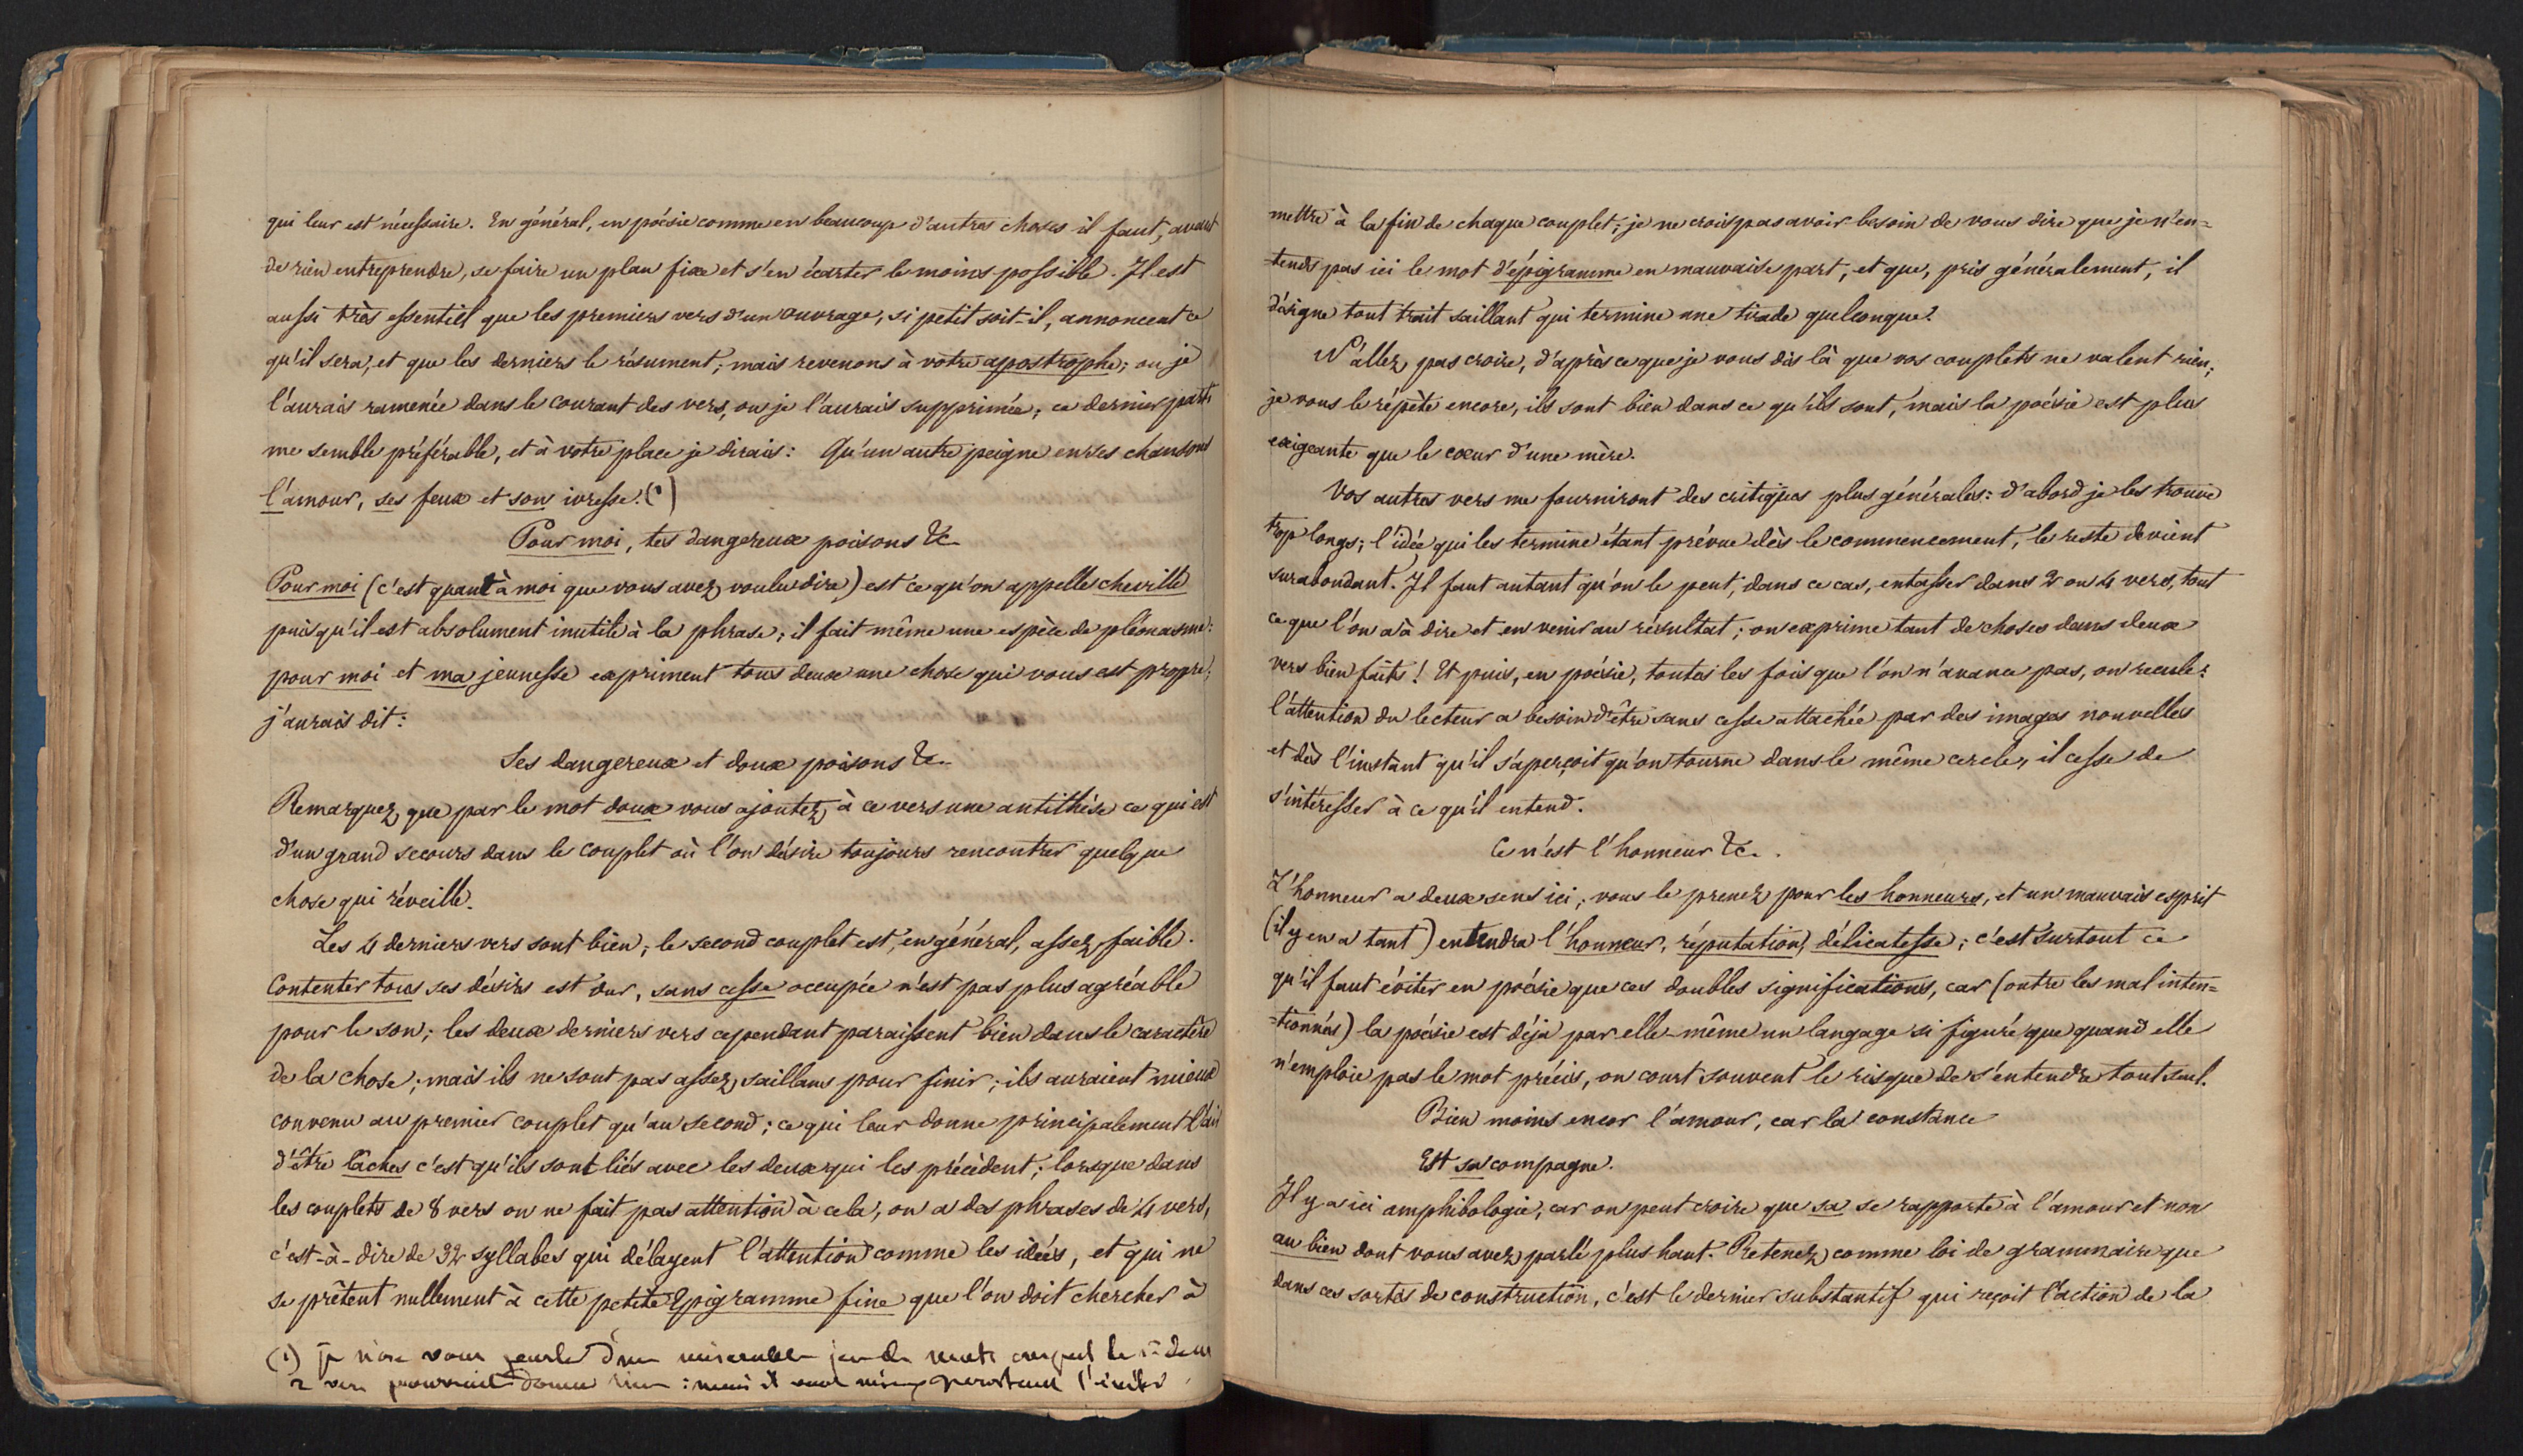 qui leur est nécessaire. En général, en poésie comme en beaucoup d'autres choses il faut, avant
de rien entreprendre, se faire un plan fixe et s'en écarter le moins possible. Il est
aussi très essentiel que les premiers vers d'un ouvrage, si petit soit-il, annoncent ce
qu'il sera, et que les derniers le résument; mais revenons à votre apostrophe; ou je
l'aurais ramenée dans le courant des vers, ou je l'aurais supprimée; ce dernier parti
me semble préférable, et à votre place je dirais: Qu'un autre peigne en ses chansons
l'amour, ses feux et son ivresse. (1)
Pour moi, tes dangereux poisons &c
Pour moi (c'est quant à moi que vous avez voulu dire) est ce qu'on appelle cheville
puisqu'il est absolument inutile à la phrase; il fait même une espèce de pléonasme:
pour moi et ma jeunesse expriment tous deux une chose qui vous est propre;
j'aurais dit:
Ses dangereux et doux poisons &c.
Remarquez que par le mot doux vous ajoutez à ce vers une antithèse ce qui est
d'un grand secours dans le couplet où l'on désire toujours rencontrer quelque
chose qui réveille.
Les 4 derniers vers sont bien; le second couplet est, en général, assez faible.
Contenter tous ses désirs est dur, sans cesse occupée n'est pas plus agréable
pour le son; les deux derniers vers cependant paraissent bien dans le caractère
de la chose; mais ils ne sont pas assez saillans pour finir; ils auraient mieux
convenu au premier couplet qu'au second; ce qui leur donne principalement l'air
d'être lâches c'est qu'ils sont liés avec les deux qui les précèdent; lorsque dans
les couplets de 8 vers on ne fait pas attention à cela, on a des phrases de 4 vers,
c'est-à-dire de 32 syllabes qui délayent l'attention comme les idées, et qui ne
se prêtent nullement à cette petite Epigramme fine que l'on doit chercher à
(1) je n'ose vous d'un jeu de mots le
2 vers pourrait : mais il vaut mieux l'éviter
mettre à la fin de chaque couplet; je ne crois pas avoir besoin de vous dire que je n'en=
tends pas ici le mot d'épigramme en mauvaise part, et que, pris généralement, il
désigne tout trait saillant qui termine une tirade quelconque.
N'allez pas croire, d'après ce que je vous dis là que vos couplets ne valent rien;
je vous le répète encore, ils sont bien dans ce qu'ils sont, mais la poésie est plus
exigeante que le cœur d'une mère.
Vos autres vers me fourniront des critiques plus générales: d'abord je les trouve
trop longs; l'idée qui les termine étant prévue dès le commencement, le reste devient
surabondant. Il faut autant qu'on le peut, dans ce cas, entasser dans 2 ou 4 vers, tout
ce que l'on a à dire et en venir au résultat; on exprime tant de choses dans deux
vers bien faits! Et puis, en poésie, toutes les fois que l'on n'avance pas, on recule:
l'attention du lecteur a besoin d'être sans cesse attachée par des images nouvelles
et dès l'instant qu'il s'aperçoit qu'on tourne dans le même cercle, il cesse de
s'intéresser à ce qu'il entend.
Ce n'est l'honneur &c.
L'honneur a deux sens ici; vous le prenez pour les honneurs, et un mauvais esprit
(il y en a tant) entendra l'honneur, réputation, délicatesse; c'est surtout ce
qu'il faut éviter en poésie que ces doubles significations, car (outre les mal inten=
=tionnés) la poésie est déjà par elle-même un langage si figuré que quand elle
n'emploie pas le mot précis, on court souvent le risque de s'entendre tout seul.
Bien moins encor l'amour, car la constance
Est sa compagne.
Il y a ici amphibologie, car on peut croire que sa se rapporte à l'amour et non
au bien dont vous avez parlé plus haut. Retenez comme loi de grammaire que
dans ces sortes de construction, c'est le dernier substantif qui reçoit l'action de la